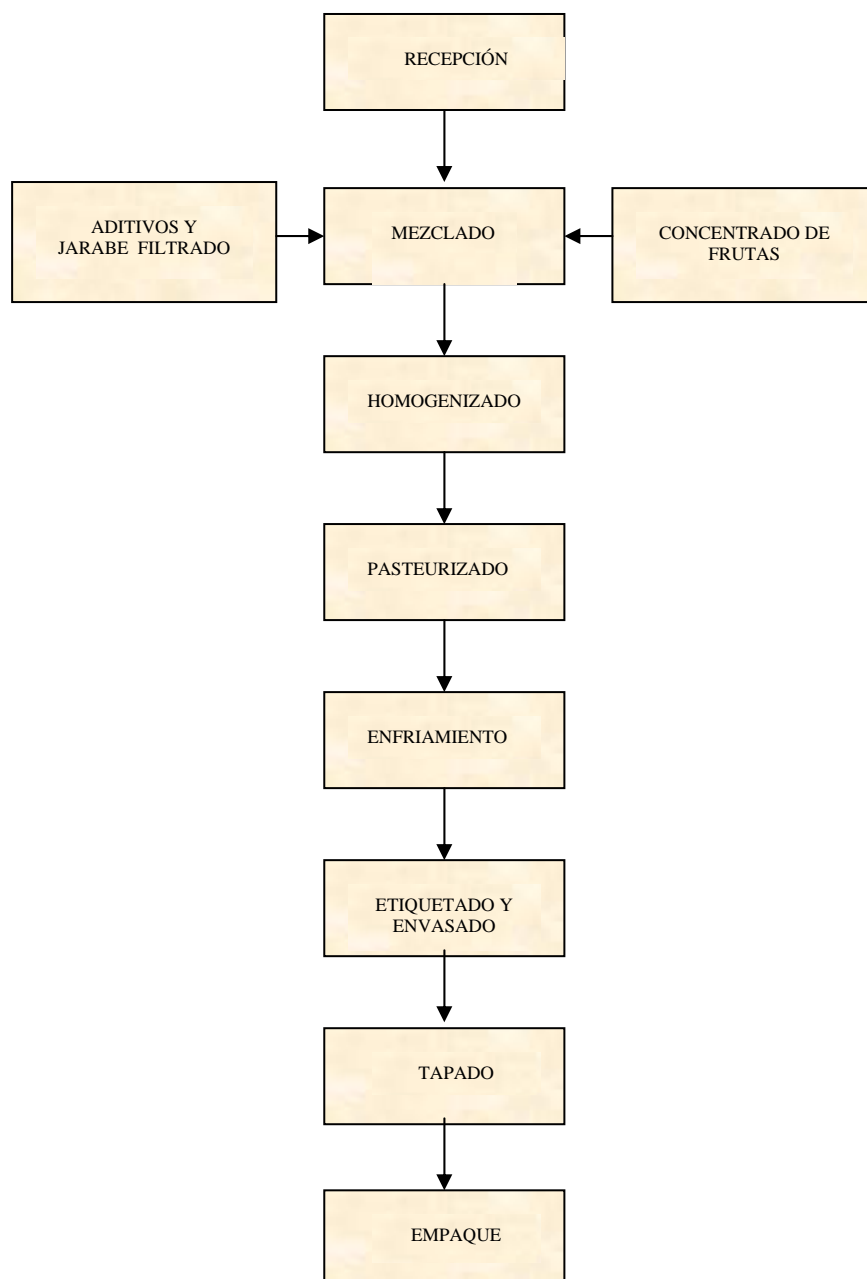 RECEPCIÓN
ADITIVOS Y
JARABE FILTRADO
MEZCLADO
CONCENTRADO DE
FRUTAS
HOMOGENIZADO
PASTEURIZADO
ENFRIAMIENTO
ETIQUETADO Y
ENVASADO
TAPADO
EMPAQUE